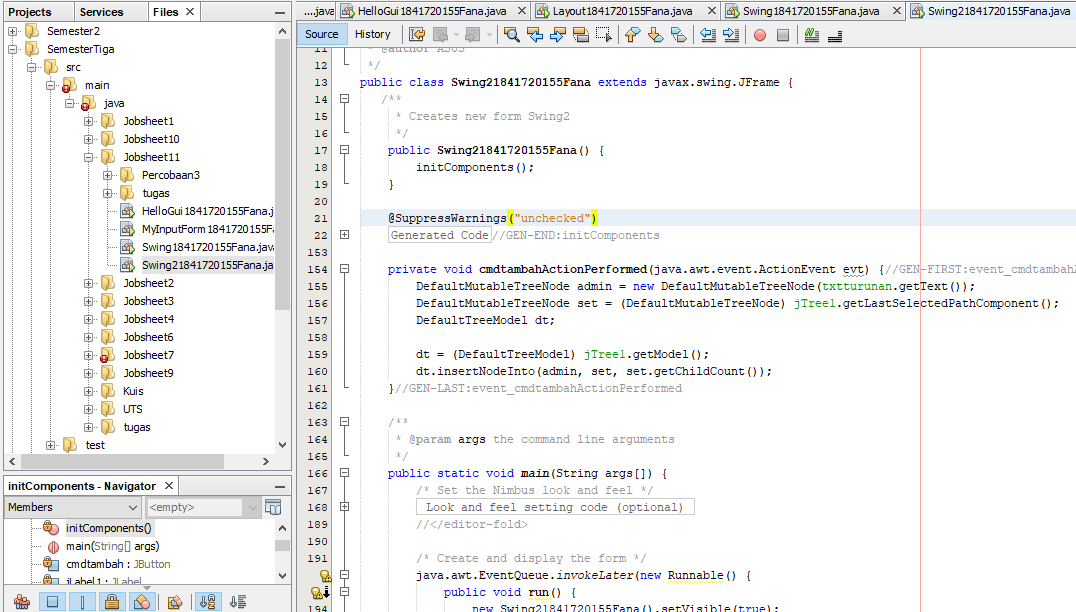 Projects Services Files
Semester2
SemesterTiga
src
main
java
Jobsheet1
Jobsheet10
Jobsheet11
Percobaan3
tugas
HelloGui1841720155Fana.j
MyInputForm1841720155F
Swing1841720155Fana.java
Swing21841720155Fana.ja
Jobsheet2
Jobsheet3
Jobsheet4
Jobsheet6
Jobsheet7
Jobsheet9
Kuis
UTS
tugas
test
initComponents - Navigator
Members <empty>
initComponents()
main(String[] args)
cmdtambah : JButton
jLabel1 : JLabel
....java HelloGui1841720155Fana.java Layout1841720155Fana.java Swing1841720155Fana.java Swing21841720155Fana.java
Source History
11 * @author ASUS
12 */
13 public class Swing21841720155Fana extends javax.swing.JFrame {
14 /**
15 * Creates new form Swing2
16 */
17 public Swing21841720155Fana() {
18 initComponents();
19 }
20
21 @SuppressWarnings("unchecked")
22 Generated Code//GEN-END:initComponents
153
154 private void cmdtambahActionPerformed(java.awt.event.ActionEvent evt) {//GEN-FIRST:event_cmdtambahA
155 DefaultMutableTreeNode admin = new DefaultMutableTreeNode(txtturunan.getText());
156 DefaultMutableTreeNode set = (DefaultMutableTreeNode) jTree1.getLastSelectedPathComponent();
157 DefaultTreeModel dt;
158
159 dt = (DefaultTreeModel) jTree1.getModel();
160 dt.insertNodeInto(admin, set, set.getChildCount());
161 }//GEN-LAST:event_cmdtambahActionPerformed
162
163 /**
164 * @param args the command line arguments
165 */
166 public static void main(String args[]) {
167 /* Set the Nimbus look and feel */
168 Look and feel setting code (optional)
189 //</editor-fold>
190
191 /* Create and display the form */
java.awt.EventQueue.invokeLater(new Runnable() {
public void run() {
194 new Swing21841720155Fana().setVisible(true);